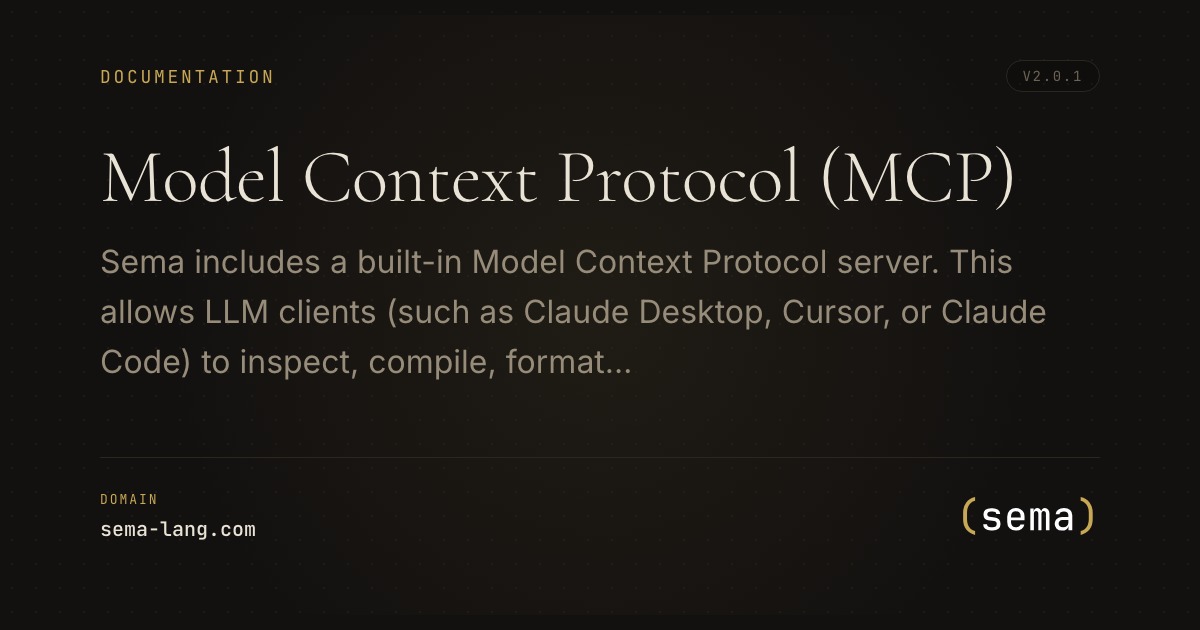 DOCUMENTATION
V2.0.1
Model Context Protocol (MCP)
Sema includes a built-in Model Context Protocol server. This
allows LLM clients (such as Claude Desktop, Cursor, or Claude
Code) to inspect, compile, format...
DOMAIN
sema-lang.com
(sema)